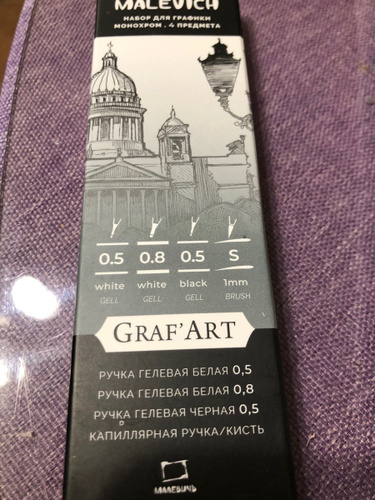 MALEVICH
НАБОР ДЛЯ ГРАФИКИ
МОНОХРОМ . 4 ПРЕДМЕТА
0.5 0.8 0.5 S
white white black 1mm
GELL GELL GELL BRUSH
GRAF'ART
РУЧКА ГЕЛЕВАЯ БЕЛАЯ 0,5
РУЧКА ГЕЛЕВАЯ БЕЛАЯ 0,8
РУЧКА ГЕЛЕВАЯ ЧЕРНАЯ 0,5
КАПИЛЛЯРНАЯ РУЧКА/КИСТЬ
МАЛЕВИЧЪ